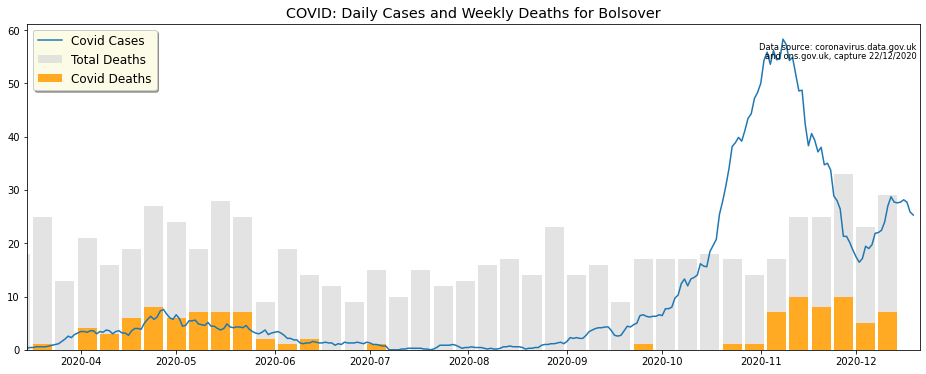 COVID: Daily Cases and Weekly Deaths for Bolsover
60
50
40
30
20
10
0
Covid Cases
Total Deaths
Covid Deaths
Data source: coronavirus.data.gov.uk
and ons.gov.uk, capture 22/12/2020
2020-04 2020-05 2020-06 2020-07 2020-08 2020-09 2020-10 2020-11 2020-12